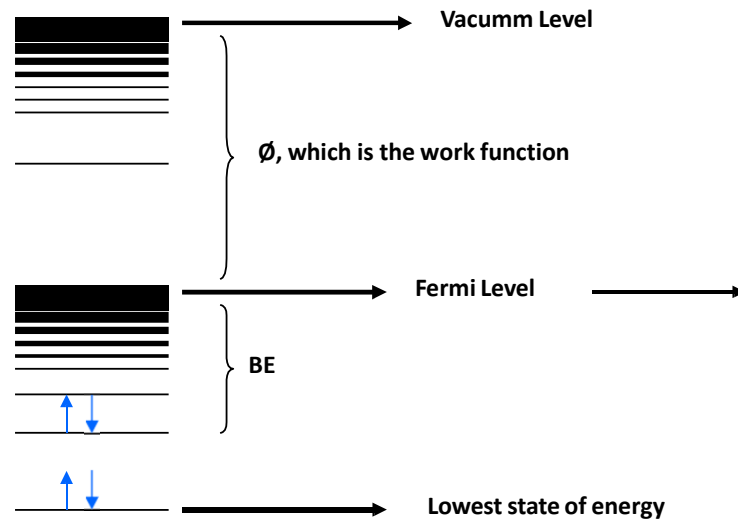 Vacumm Level
Ø, which is the work function
Fermi Level
BE
Lowest state of energy